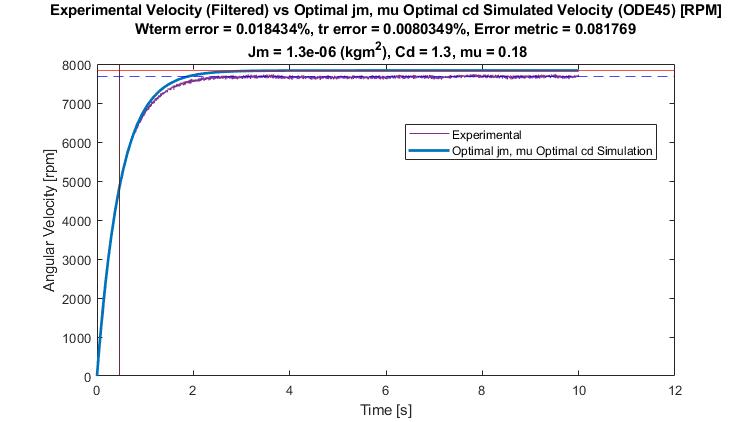 Experimental Velocity (Filtered) vs Optimal jm, mu Optimal cd Simulated Velocity (ODE45) [RPM]
Wterm error = 0.018434%, tr error = 0.0080349%, Error metric = 0.081769
Jm = 1.3e-06 (kgm²), Cd = 1.3, mu = 0.18
8000
7000
6000
5000
4000
3000
2000
1000
0
Angular Velocity [rpm]
Experimental
Optimal jm, mu Optimal cd Simulation
0 2 4 6 8 10 12
Time [s]